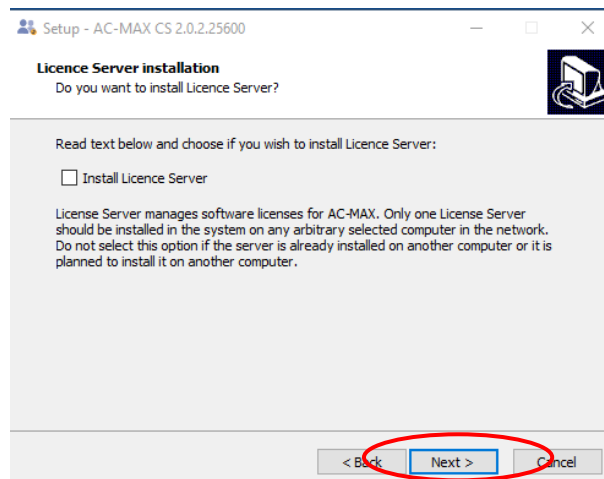 Setup - AC-MAX CS 2.0.2.25600
Licence Server installation
Do you want to install Licence Server?
Read text below and choose if you wish to install Licence Server:
Install Licence Server
License Server manages software licenses for AC-MAX. Only one License Server
should be installed in the system on any arbitrary selected computer in the network.
Do not select this option if the server is already installed on another computer or it is
planned to install it on another computer.
< Back Next > Cancel